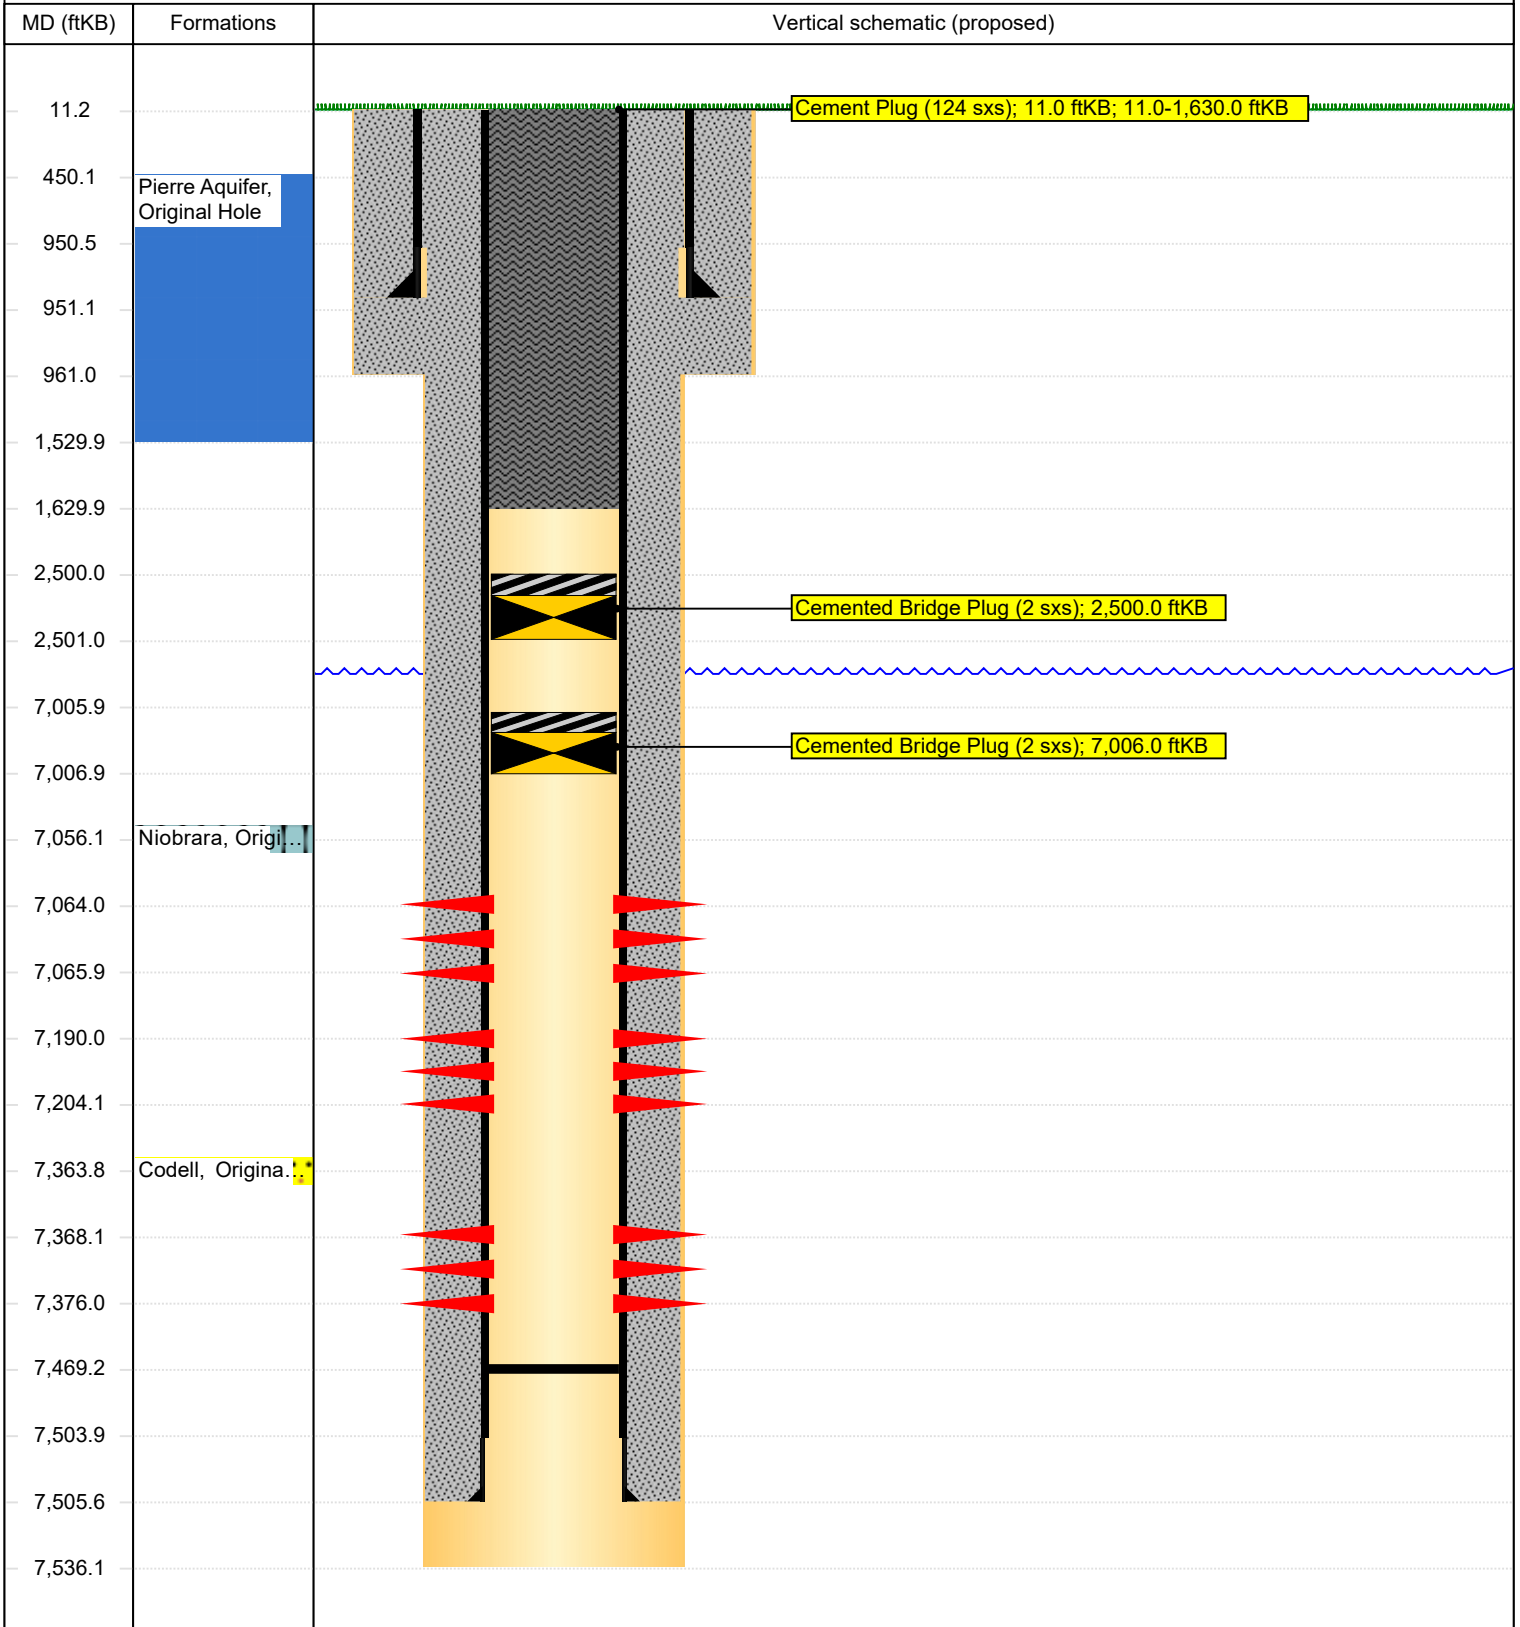 MD (ftKB)
Formations
Vertical schematic (proposed)
11.2
Cement Plug (124 sxs); 11.0 ftKB; 11.0-1,630.0 ftKB
450.1
Pierre Aquifer,
Original Hole
950.5
951.1
961.0
1,529.9
1,629.9
2,500.0
Cemented Bridge Plug (2 sxs); 2,500.0 ftKB
2,501.0
7,005.9
Cemented Bridge Plug (2 sxs); 7,006.0 ftKB
7,006.9
7,056.1
Niobrara, Origi...
7,064.0
7,065.9
7,190.0
7,204.1
7,363.8
Codell, Origina...
7,368.1
7,376.0
7,469.2
7,503.9
7,505.6
7,536.1